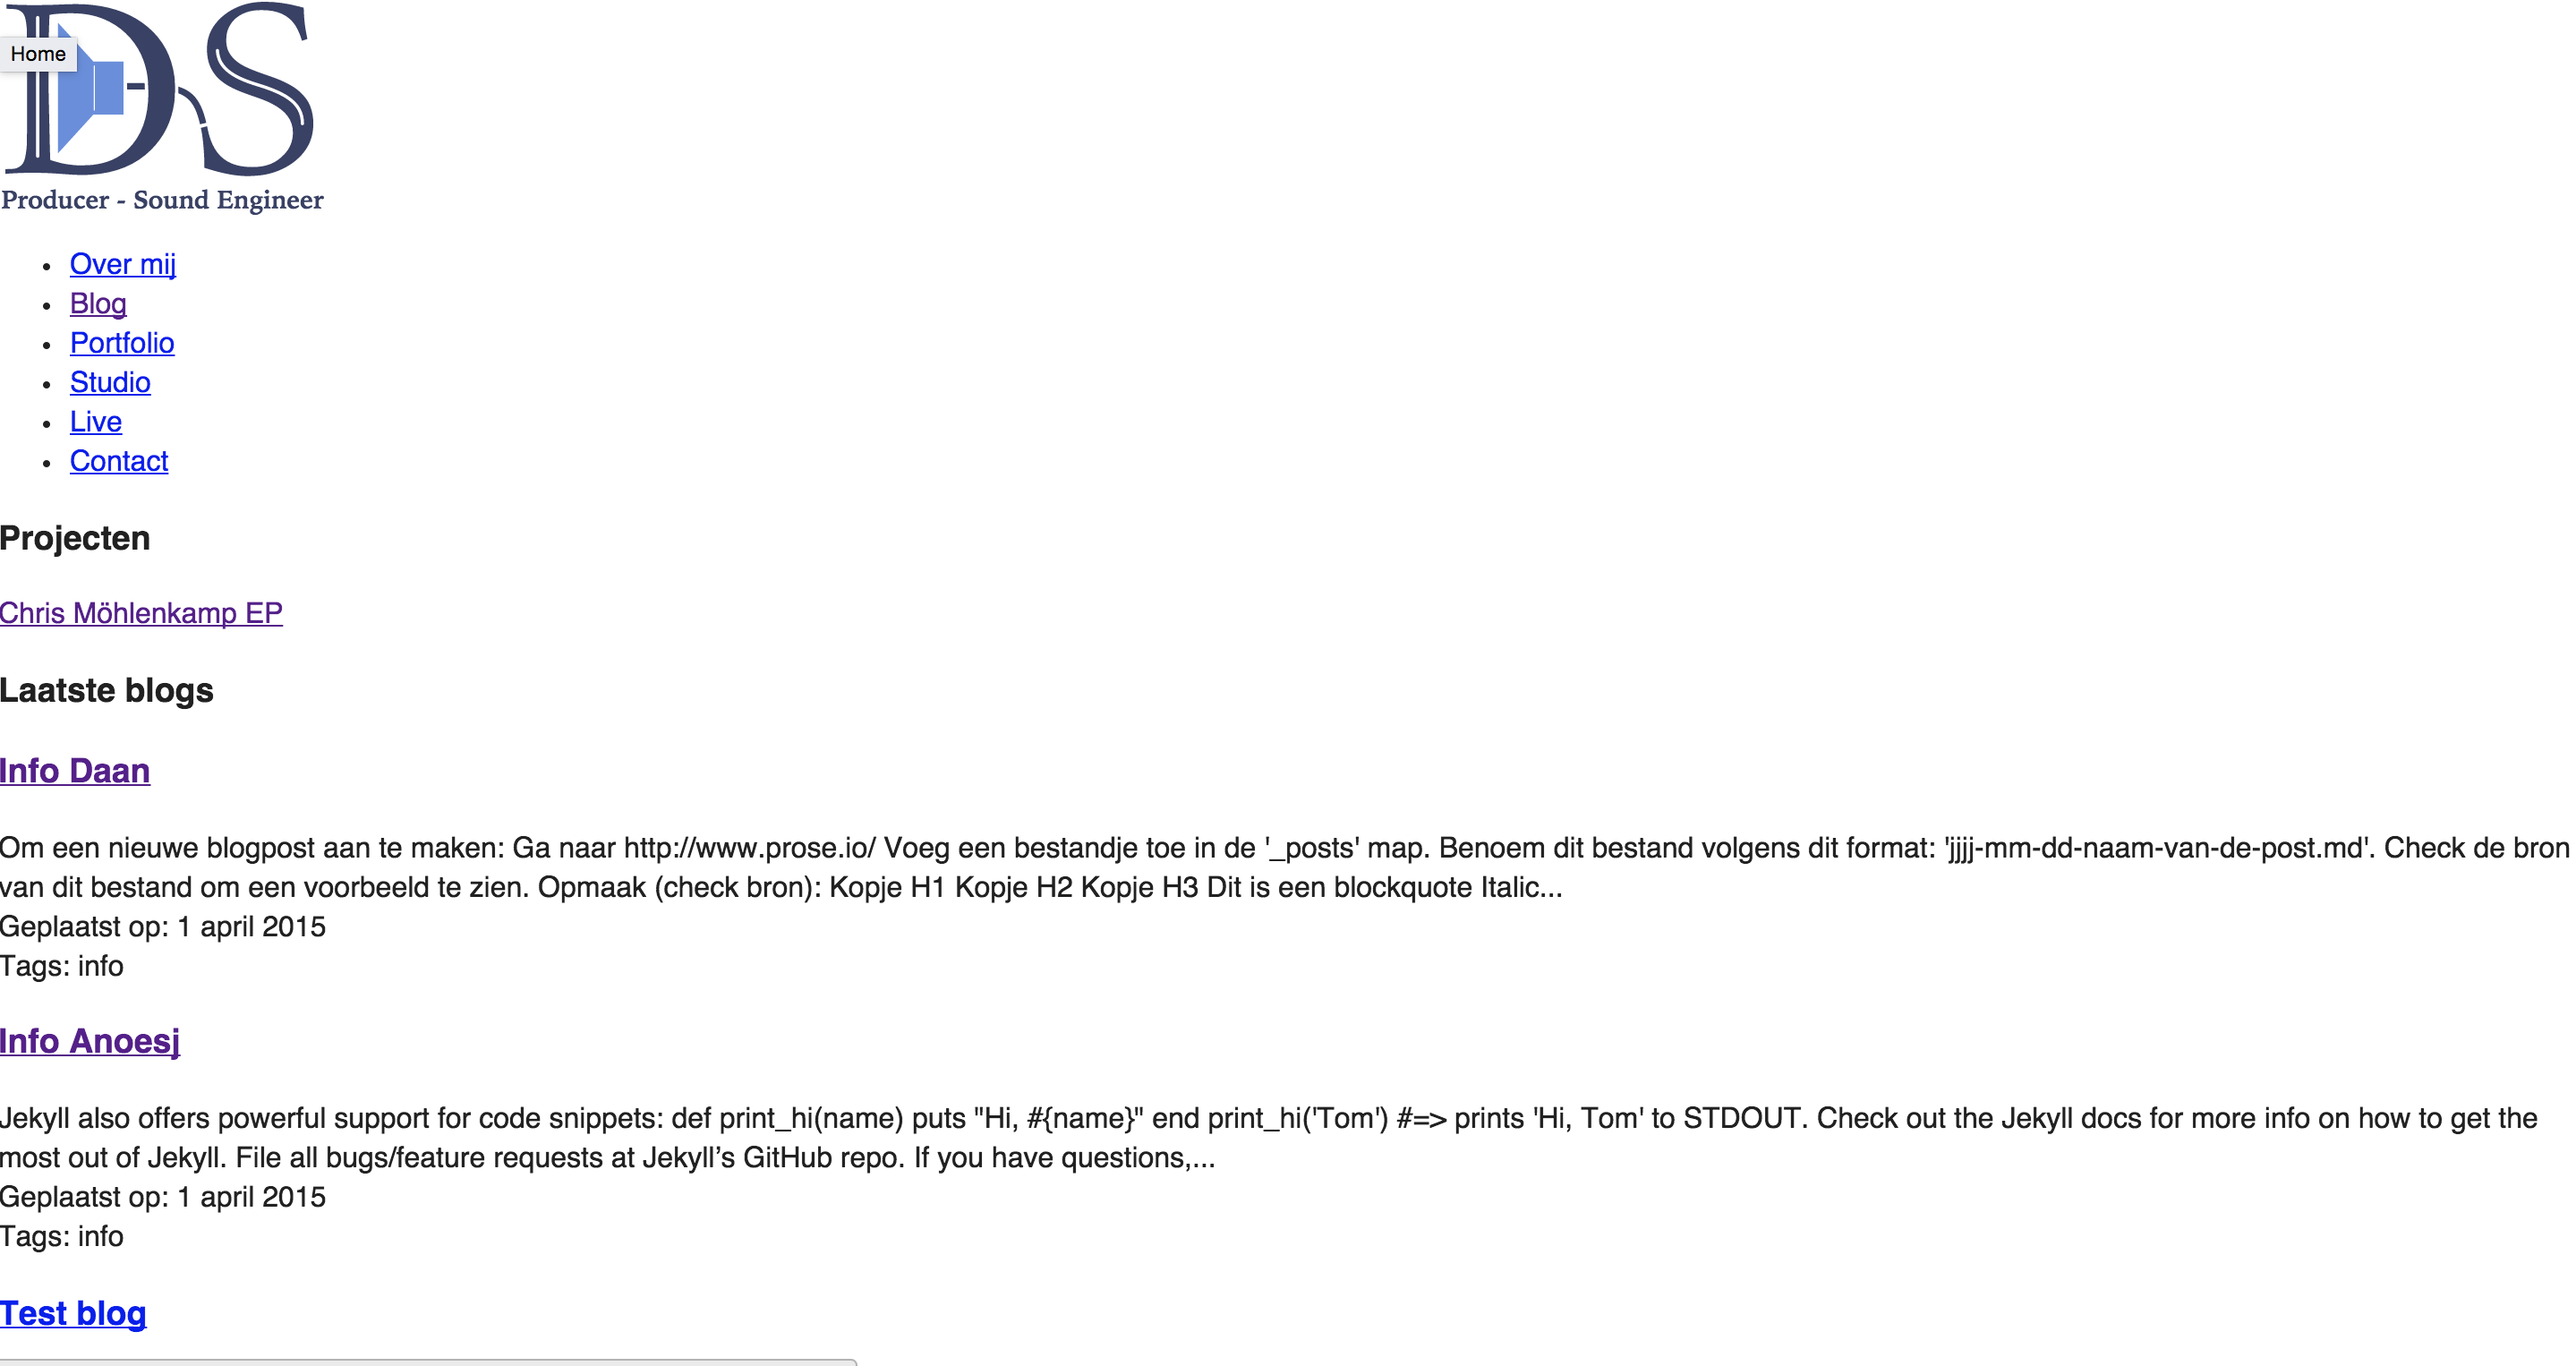 DS
Home
Producer - Sound Engineer
Over mij
Blog
Portfolio
Studio
Live
Contact
Projecten
Chris Möhlenkamp EP
Laatste blogs
Info Daan
Om een nieuwe blogpost aan te maken: Ga naar http://www.prose.io/ Voeg een bestandje toe in de '_posts' map. Benoem dit bestand volgens dit format: 'jjjj-mm-dd-naam-van-de-post.md'. Check de bron
van dit bestand om een voorbeeld te zien. Opmaak (check bron): Kopje H1 Kopje H2 Kopje H3 Dit is een blockquote Italic...
Geplaatst op: 1 april 2015
Tags: info
Info Anoesj
Jekyll also offers powerful support for code snippets: def print_hi(name) puts "Hi, #{name}" end print_hi('Tom') #=> prints 'Hi, Tom' to STDOUT. Check out the Jekyll docs for more info on how to get the
most out of Jekyll. File all bugs/feature requests at Jekyll’s GitHub repo. If you have questions,...
Geplaatst op: 1 april 2015
Tags: info
Test blog